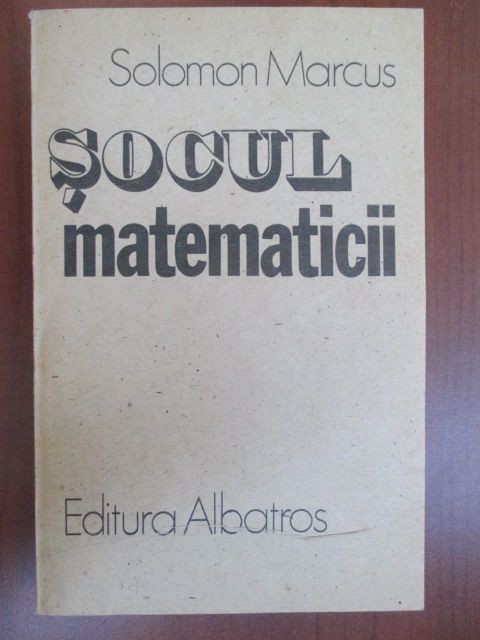 Solomon Marcus
ȘOCUL
matematicii
Editura Albatros